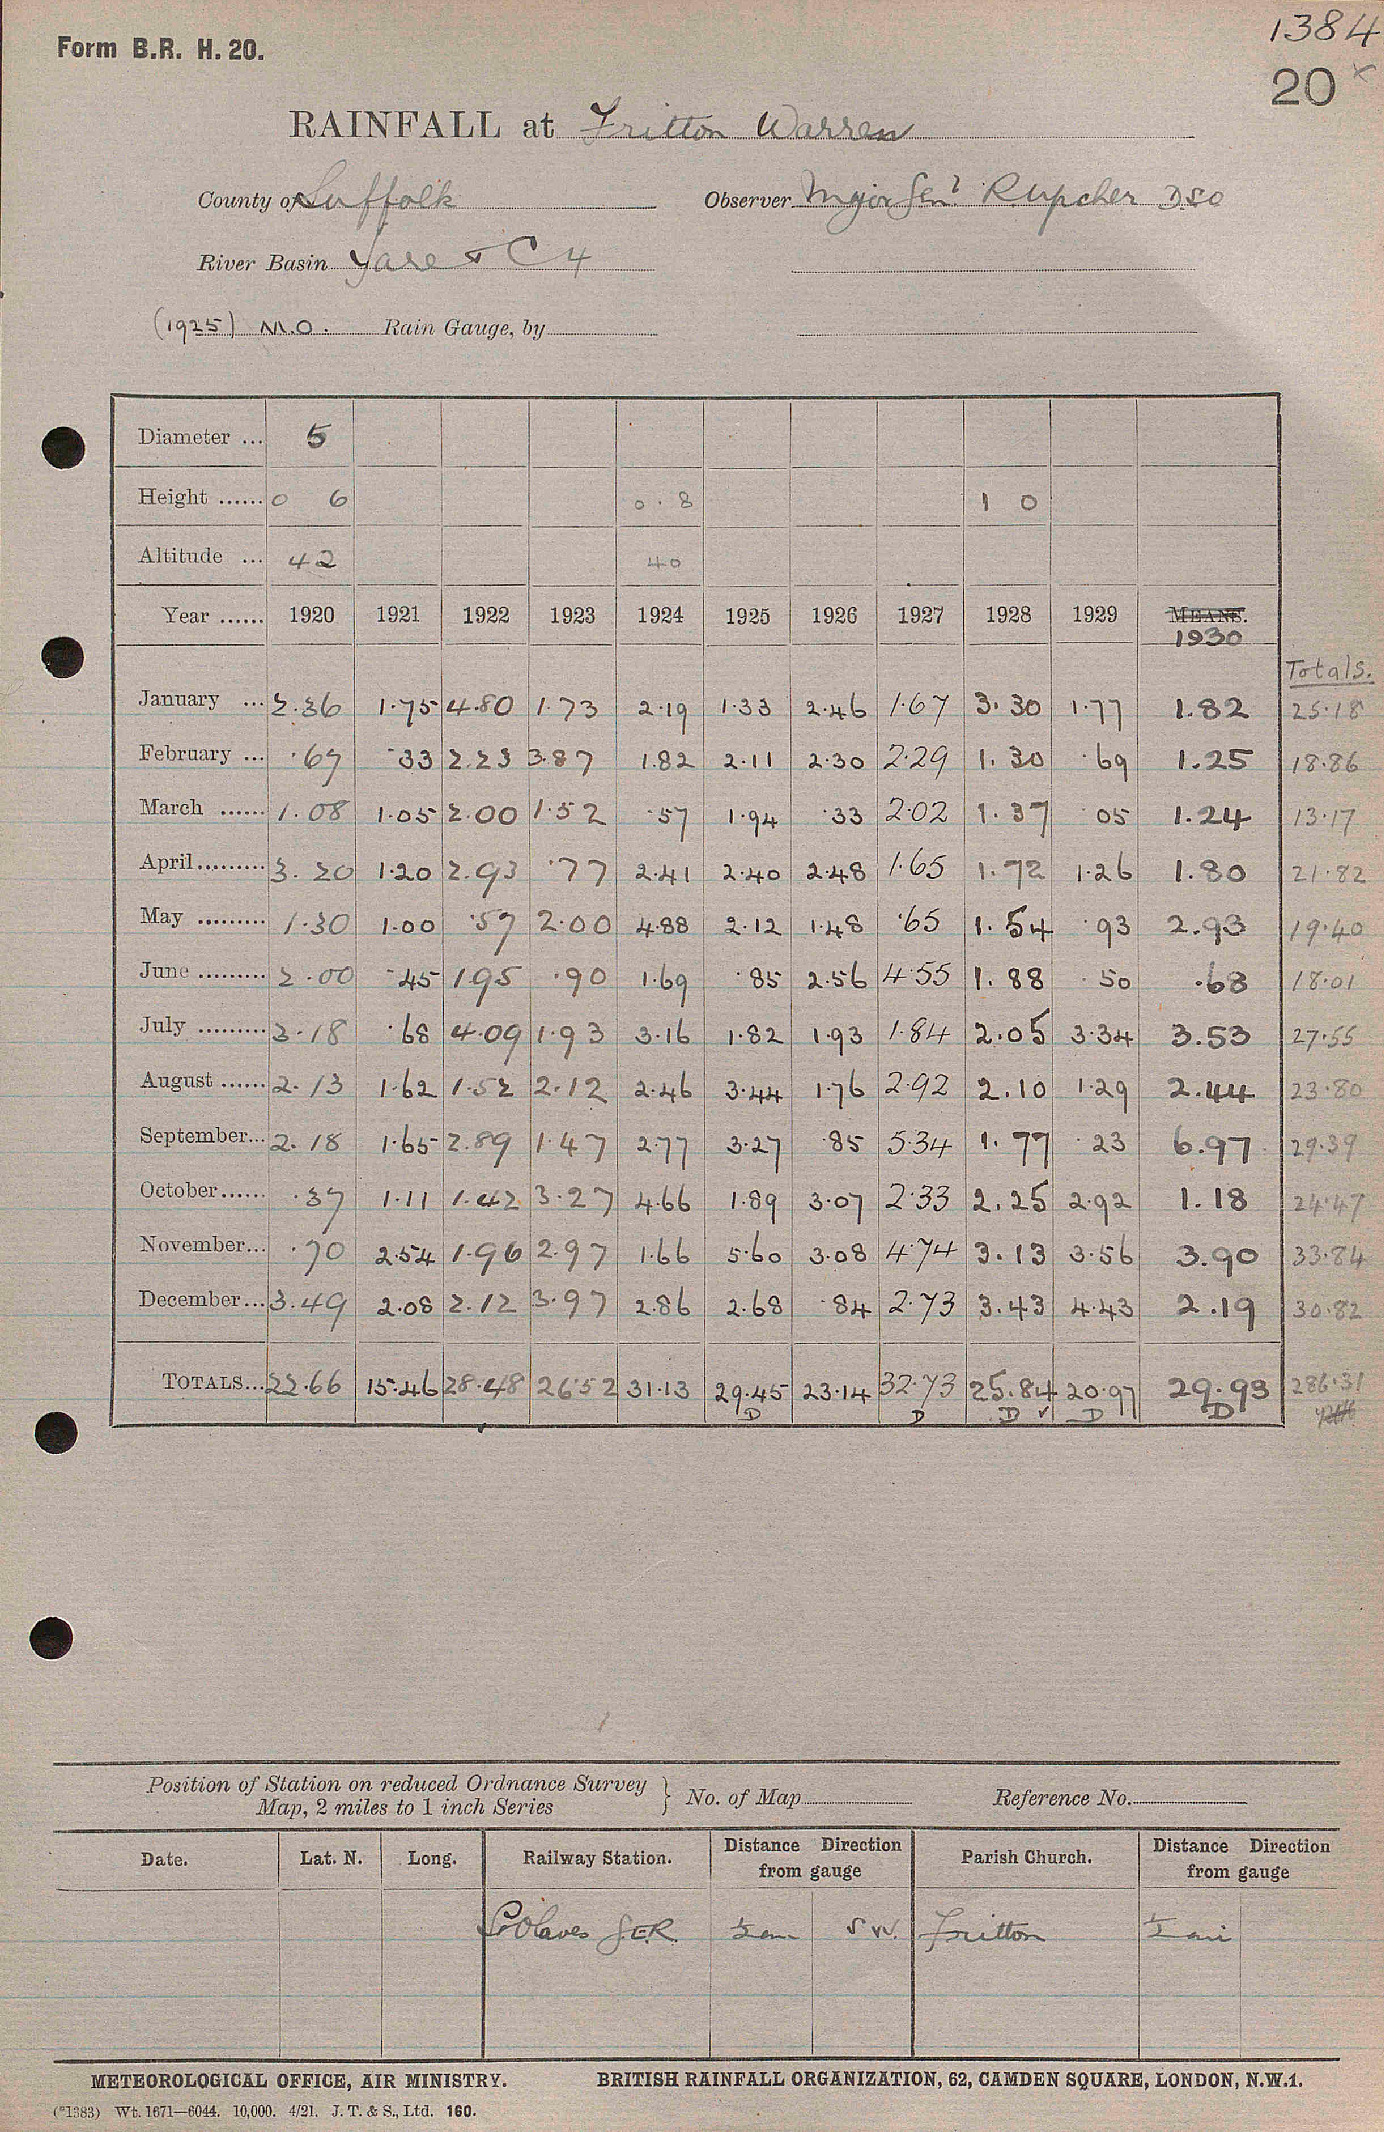 Form B.R. H. 20.
1384
20 x
RAINFALL at Fritton Warren
County of Suffolk Observer Major Genl R Upcher DSO
River Basin Yare & C 4
(1925) M.O. Rain Gauge, by
Diameter ... 5
Height ...... 0 6 0.8 1 0
Altitude ... 42 40
Year ...... 1920 1921 1922 1923 1924 1925 1926 1927 1928 1929 MEANS.
1930
Totals.
January ... 2.36 1.75 4.80 1.73 2.19 1.33 2.46 1.67 3.30 1.77 1.82 25.18
February ... .67 .33 2.23 3.87 1.82 2.11 2.30 2.29 1.30 .69 1.25 18.86
March ...... 1.08 1.05 2.00 1.52 .57 1.94 .33 2.02 1.37 .05 1.24 13.17
April......... 3.20 1.20 2.93 .77 2.41 2.40 2.48 1.65 1.72 1.26 1.80 21.82
May ......... 1.30 1.00 .57 2.00 4.88 2.12 1.48 .65 1.54 .93 2.93 19.40
June ......... 2.00 .45 1.95 .90 1.69 .85 2.56 4.55 1.88 .50 .68 18.01
July ......... 3.18 .68 4.09 1.93 3.16 1.82 1.93 1.84 2.05 3.34 3.53 27.55
August ...... 2.13 1.62 1.52 2.12 2.46 3.44 1.76 2.92 2.10 1.29 2.44 23.80
September... 2.18 1.65 2.89 1.47 2.77 3.27 .85 5.34 1.77 .23 6.97 29.39
October...... .37 1.11 1.42 3.27 4.66 1.89 3.07 2.33 2.25 2.92 1.18 24.47
November... .70 2.54 1.96 2.97 1.66 5.60 3.08 4.74 3.13 3.56 3.90 33.84
December... 3.49 2.08 2.12 3.97 2.86 2.68 .84 2.73 3.43 4.43 2.19 30.82
TOTALS... 22.66 15.46 28.48 26.52 31.13 29.45 23.14 32.73 25.84 20.97 29.93 286.31
D D D ✓ D D
Position of Station on reduced Ordnance Survey
Map, 2 miles to 1 inch Series } No. of Map Reference No.
Date. Lat. N. Long. Railway Station. Distance Direction from gauge Parish Church. Distance Direction from gauge
St Olaves G.E.R. ½ m S W. Fritton ½ mi
METEOROLOGICAL OFFICE, AIR MINISTRY. BRITISH RAINFALL ORGANIZATION, 62, CAMDEN SQUARE, LONDON, N.W.1.
(*1383) Wt. 1671—6044. 10,000. 4/21. J. T. & S., Ltd. 160.